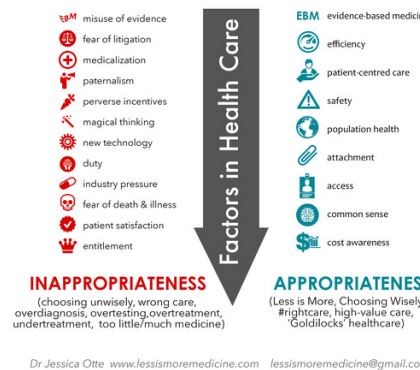 EBM misuse of evidence
fear of litigation
medicalization
paternalism
perverse incentives
magical thinking
new technology
duty
industry pressure
fear of death & illness
patient satisfaction
entitlement
Factors in Health Care
EBM evidence-based medicin
efficiency
patient-centred care
safety
population health
attachment
access
common sense
cost awareness
INAPPROPRIATENESS
(choosing unwisely, wrong care,
overdiagnosis, overtesting,overtreatment,
undertreatment, too little/much medicine)
APPROPRIATENES
(Less is More, Choosing Wisely
#rightcare, high-value care,
'Goldilocks' healthcare)
Dr Jessica Otte www.lessismoremedicine.com lessismoremedicine@gmail.co